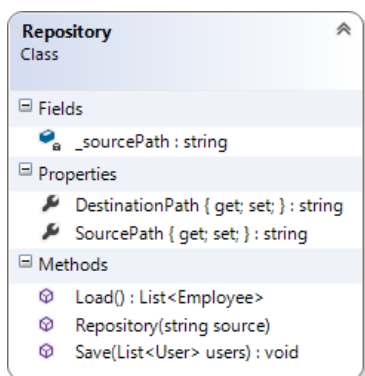 Repository
Class
Fields
_sourcePath : string
Properties
DestinationPath { get; set; } : string
SourcePath { get; set; } : string
Methods
Load() : List<Employee>
Repository(string source)
Save(List<User> users) : void